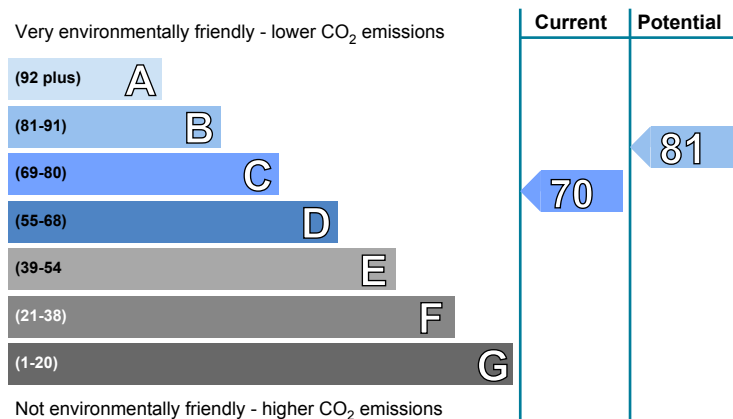 Current Potential
Very environmentally friendly - lower CO2 emissions
(92 plus) A
(81-91) B
81
(69-80) C
70
(55-68) D
(39-54 E
(21-38) F
(1-20) G
Not environmentally friendly - higher CO2 emissions